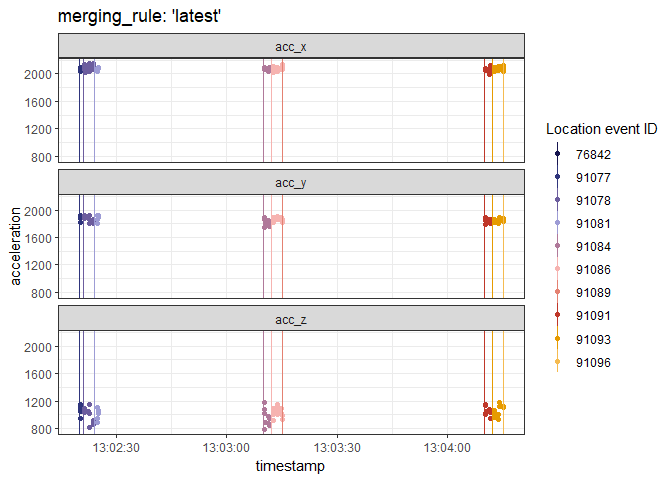 merging_rule: 'latest'
acc_x
2000
1600
1200
800
acc_y
2000
1600
1200
800
acc_z
2000
1600
1200
800
acceleration
13:02:30 13:03:00 13:03:30 13:04:00
timestamp
Location event ID
76842
91077
91078
91081
91084
91086
91089
91091
91093
91096